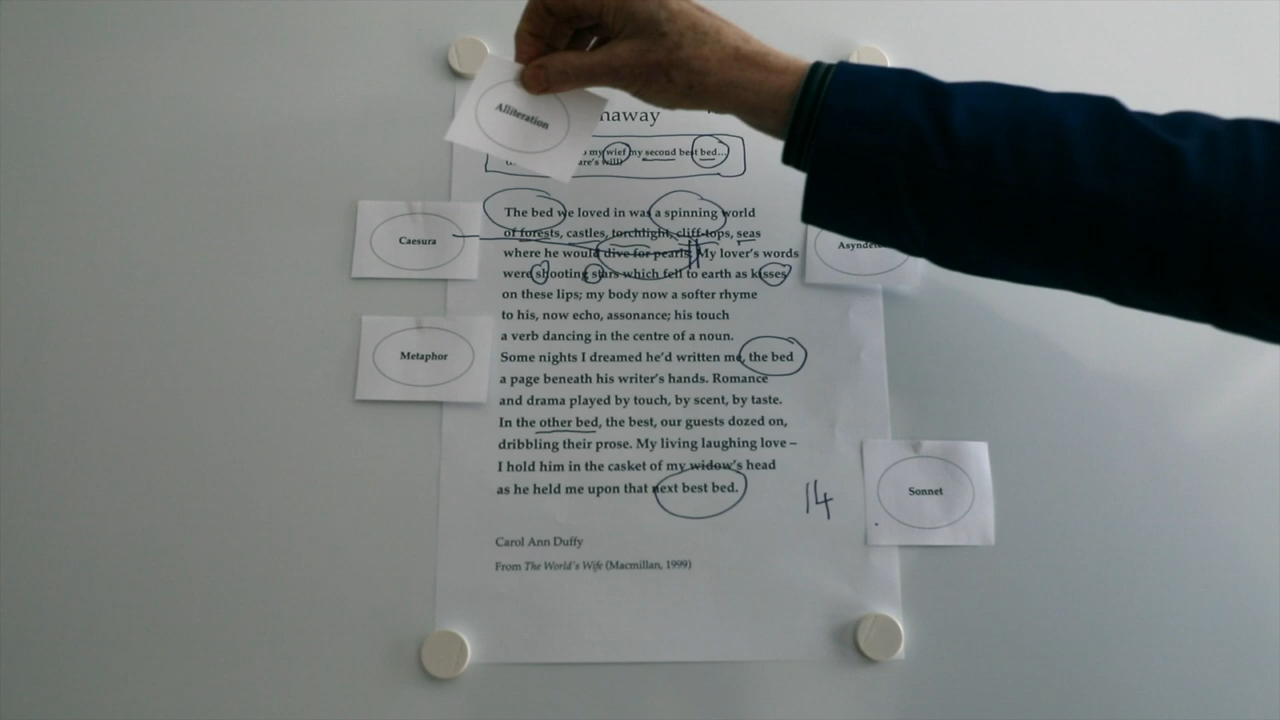 Alliteration
haway
my wief my second best bed...
are's will)
Caesura
Metaphor
The bed we loved in was a spinning world
of forests, castles, torchlight, cliff-tops, seas
where he would dive for pearls. My lover's words
were shooting stars which fell to earth as kisses
on these lips; my body now a softer rhyme
to his, now echo, assonance; his touch
a verb dancing in the centre of a noun.
Some nights I dreamed he'd written me, the bed
a page beneath his writer's hands. Romance
and drama played by touch, by scent, by taste.
In the other bed, the best, our guests dozed on,
dribbling their prose. My living laughing love –
I hold him in the casket of my widow's head
as he held me upon that next best bed.
14
Carol Ann Duffy
From The World's Wife (Macmillan, 1999)
Asynde
Sonnet